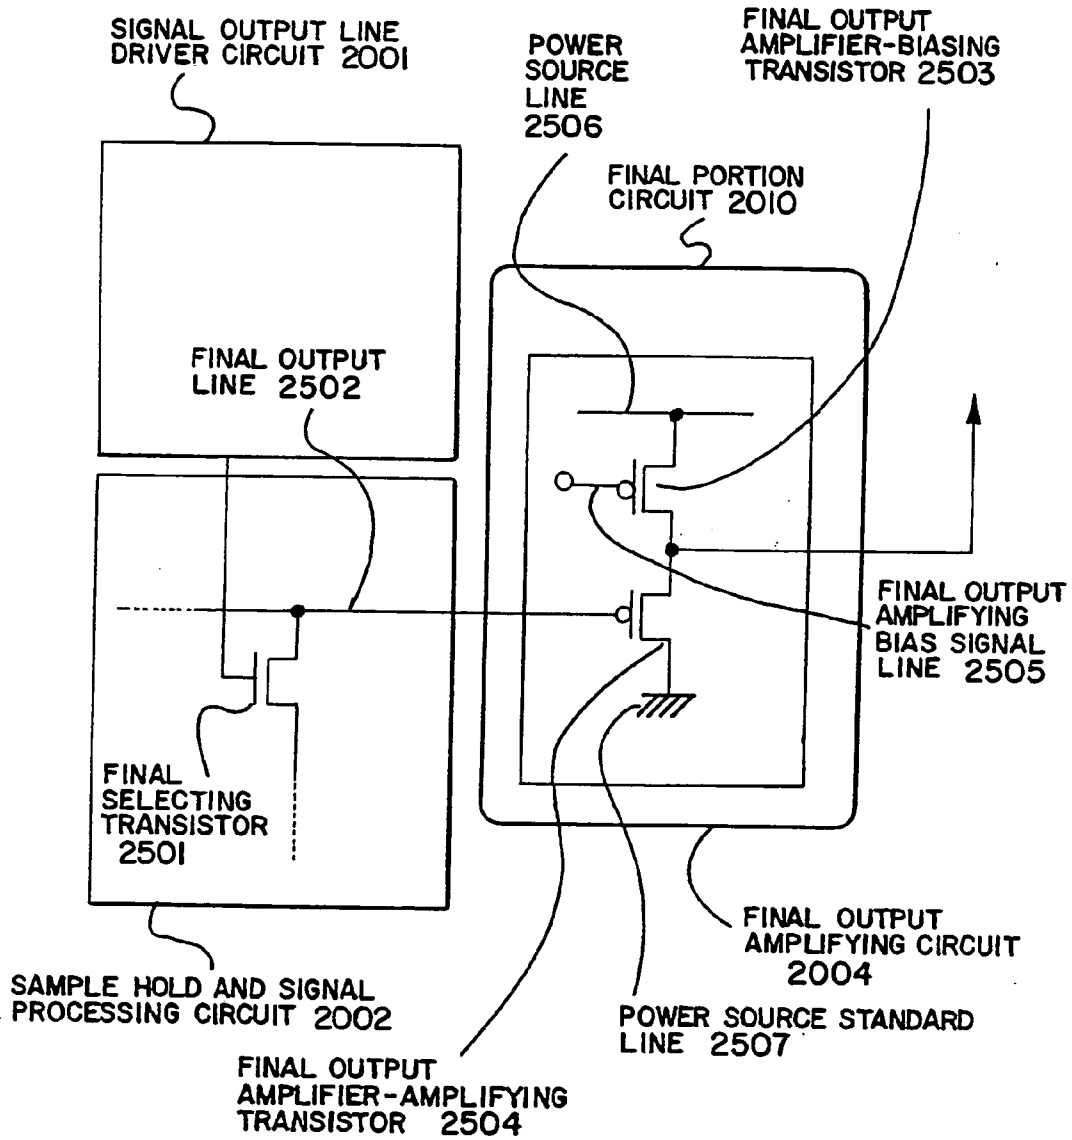 SIGNAL OUTPUT LINE
DRIVER CIRCUIT 2001
POWER
SOURCE
LINE
2506
FINAL OUTPUT
AMPLIFIER-BIASING
TRANSISTOR 2503
FINAL PORTION
CIRCUIT 2010
FINAL OUTPUT
LINE 2502
FINAL OUTPUT
AMPLIFYING
BIAS SIGNAL
LINE 2505
FINAL
SELECTING
TRANSISTOR
2501
FINAL OUTPUT
AMPLIFYING CIRCUIT
2004
SAMPLE HOLD AND SIGNAL
PROCESSING CIRCUIT 2002
POWER SOURCE STANDARD
LINE 2507
FINAL OUTPUT
AMPLIFIER-AMPLIFYING
TRANSISTOR 2504